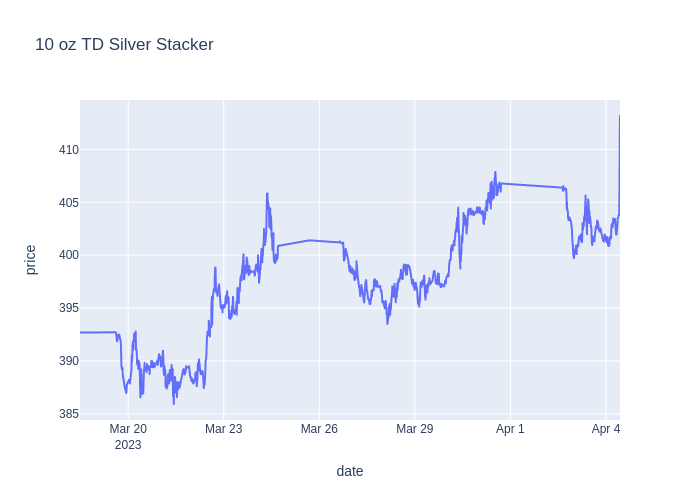 10 oz TD Silver Stacker
price
410
405
400
395
390
385
Mar 20
2023
Mar 23
Mar 26
Mar 29
Apr 1
Apr 4
date